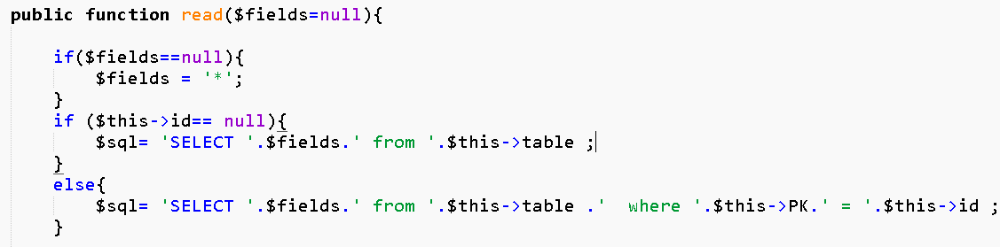 public function read($fields=null){
if($fields==null){
$fields = '*';
}
if ($this->id== null){
$sql= 'SELECT '.$fields.' from '.$this->table ;
}
else{
$sql= 'SELECT '.$fields.' from '.$this->table .'  where '.$this->PK.' = '.$this->id ;
}